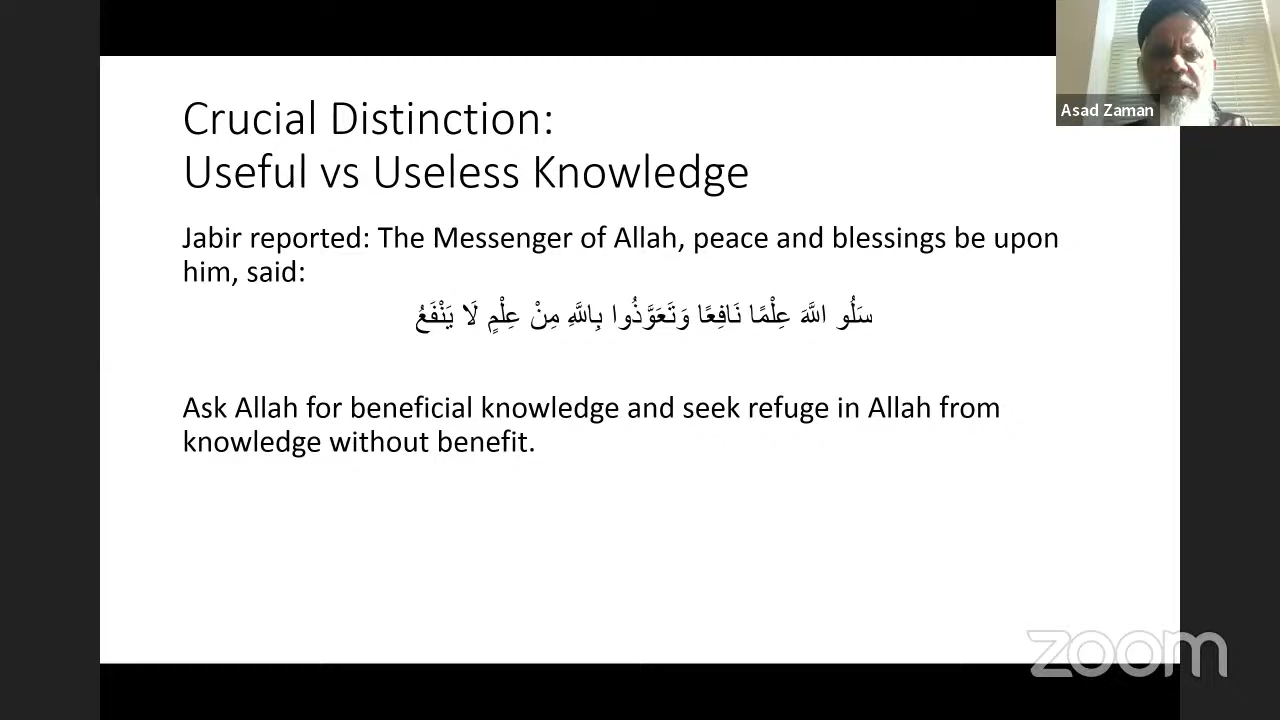 Crucial Distinction:
Useful vs Useless Knowledge
Jabir reported: The Messenger of Allah, peace and blessings be upon
him, said:
سَلُو اللَّهَ عِلْمًا نَافِعًا وَتَعَوَّذُوا بِاللَّهِ مِنْ عِلْمٍ لَا يَنْفَعُ
Ask Allah for beneficial knowledge and seek refuge in Allah from
knowledge without benefit.
Asad Zaman
zoom